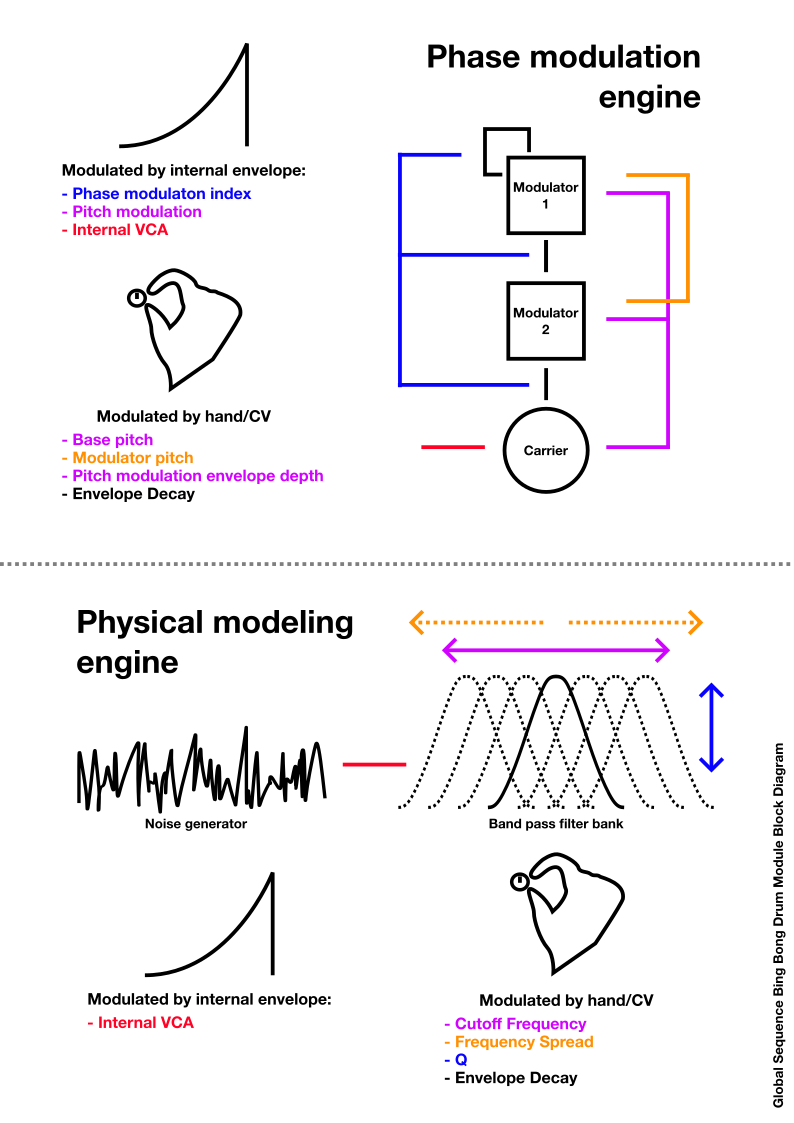 Phase modulation
engine
Modulated by internal envelope:
- Phase modulaton index
- Pitch modulation
- Internal VCA
Modulator
1
Modulator
2
Carrier
Modulated by hand/CV
- Base pitch
- Modulator pitch
- Pitch modulation envelope depth
- Envelope Decay
Physical modeling
engine
Noise generator
Band pass filter bank
Modulated by internal envelope:
- Internal VCA
Modulated by hand/CV
- Cutoff Frequency
- Frequency Spread
- Q
- Envelope Decay
Global Sequence Bing Bong Drum Module Block Diagram